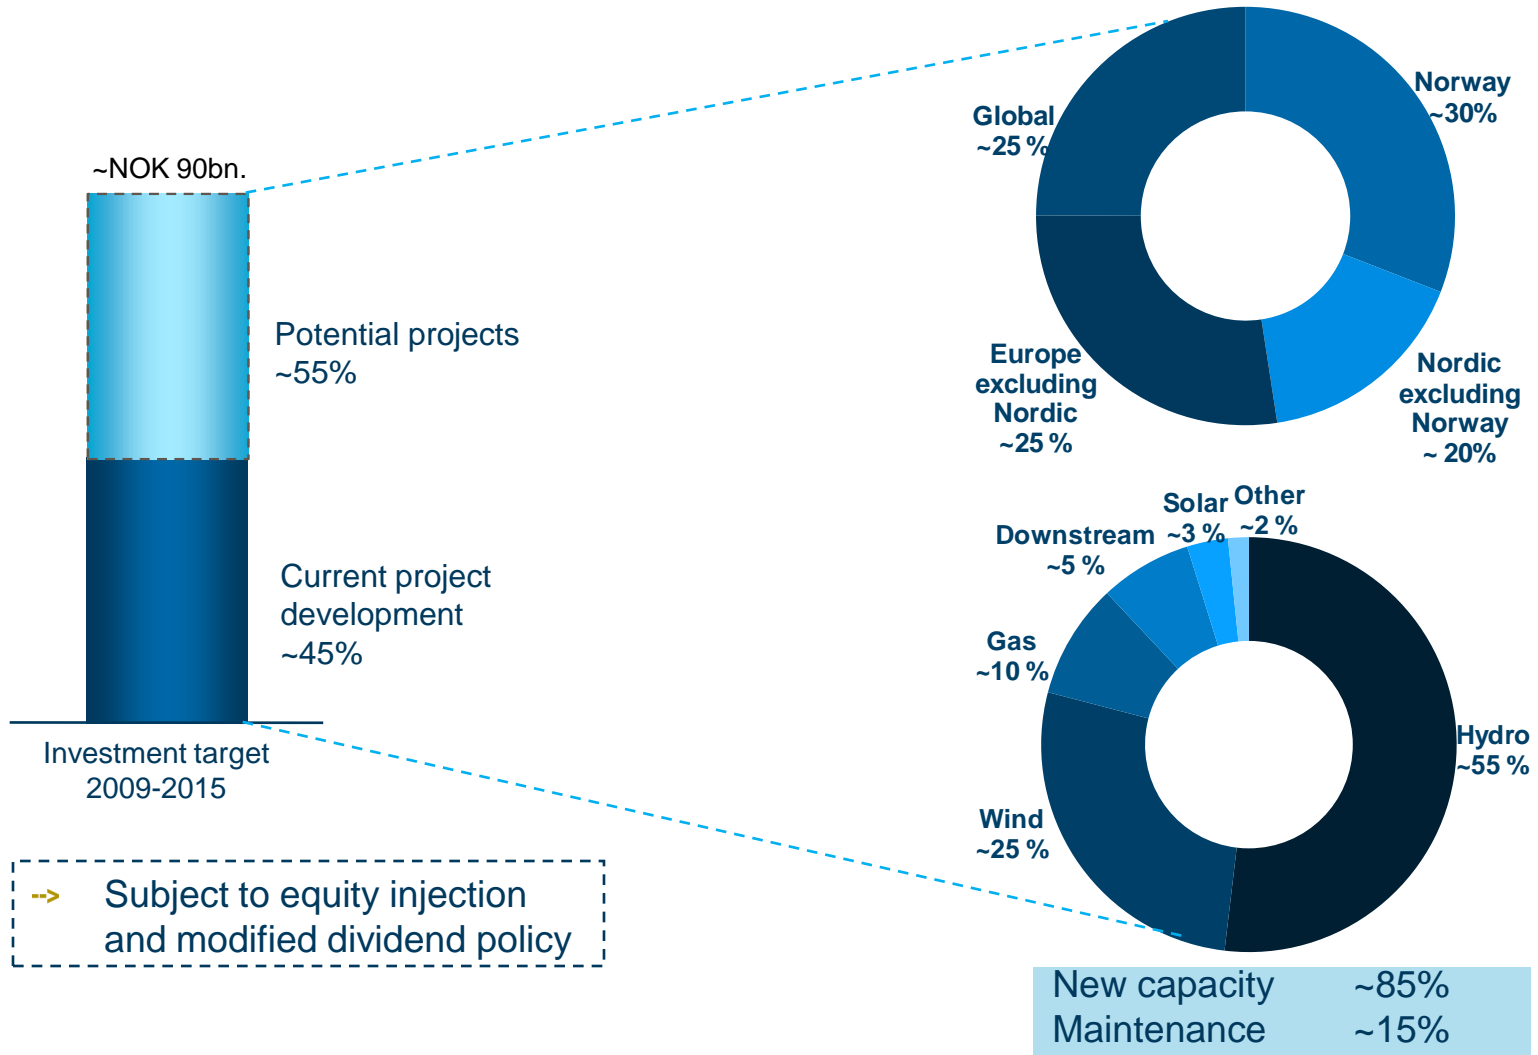 ~NOK 90bn.
Potential projects
~55%
Current project
development
~45%
Investment target
2009-2015
--> Subject to equity injection
and modified dividend policy
Norway
~30%
Global
~25 %
Europe
excluding
Nordic
~25 %
Nordic
excluding
Norway
~ 20%
Solar
~3 %
Other
~2 %
Downstream
~5 %
Gas
~10 %
Hydro
~55 %
Wind
~25 %
New capacity ~85%
Maintenance ~15%